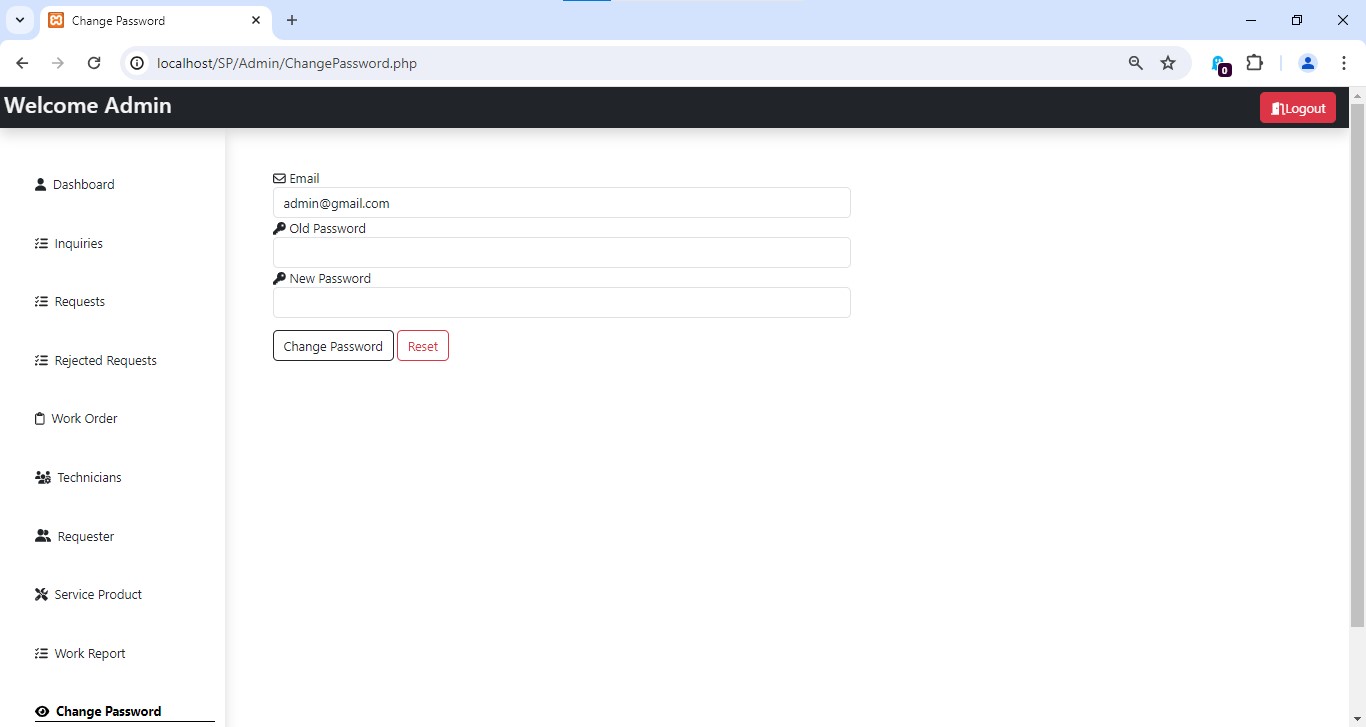 Change Password
localhost/SP/Admin/ChangePassword.php
0
Welcome Admin
Logout
Dashboard
Inquiries
Requests
Rejected Requests
Work Order
Technicians
Requester
Service Product
Work Report
Change Password
Email
admin@gmail.com
Old Password
New Password
Change Password Reset